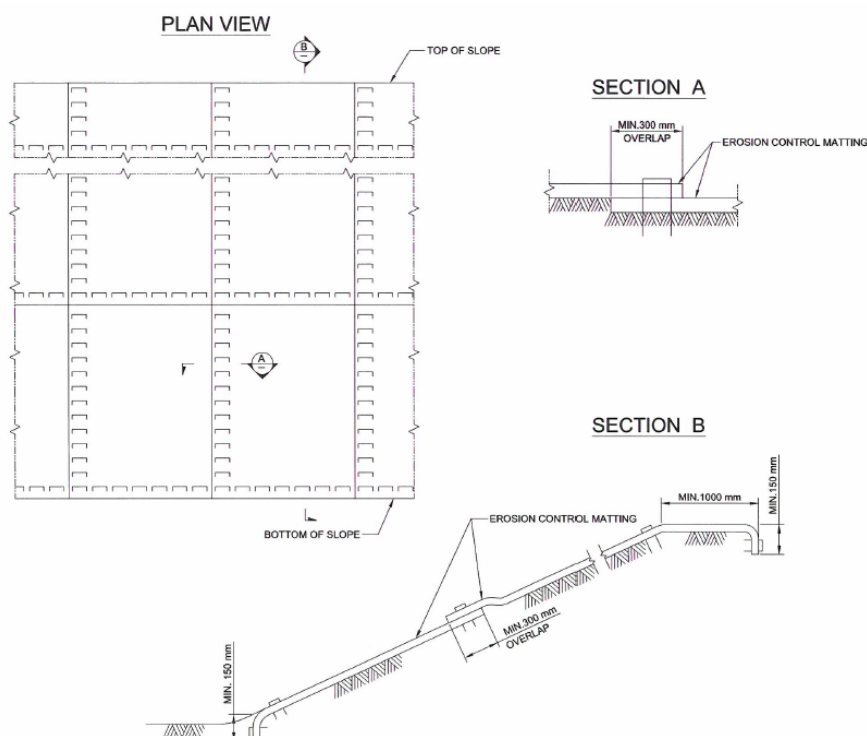 PLAN VIEW
B
TOP OF SLOPE
SECTION A
MIN.300 mm
OVERLAP
EROSION CONTROL MATTING
A
SECTION B
MIN.1000 mm
MIN.150 mm
EROSION CONTROL MATTING
BOTTOM OF SLOPE
MIN.300 mm
OVERLAP
MIN. 150 mm